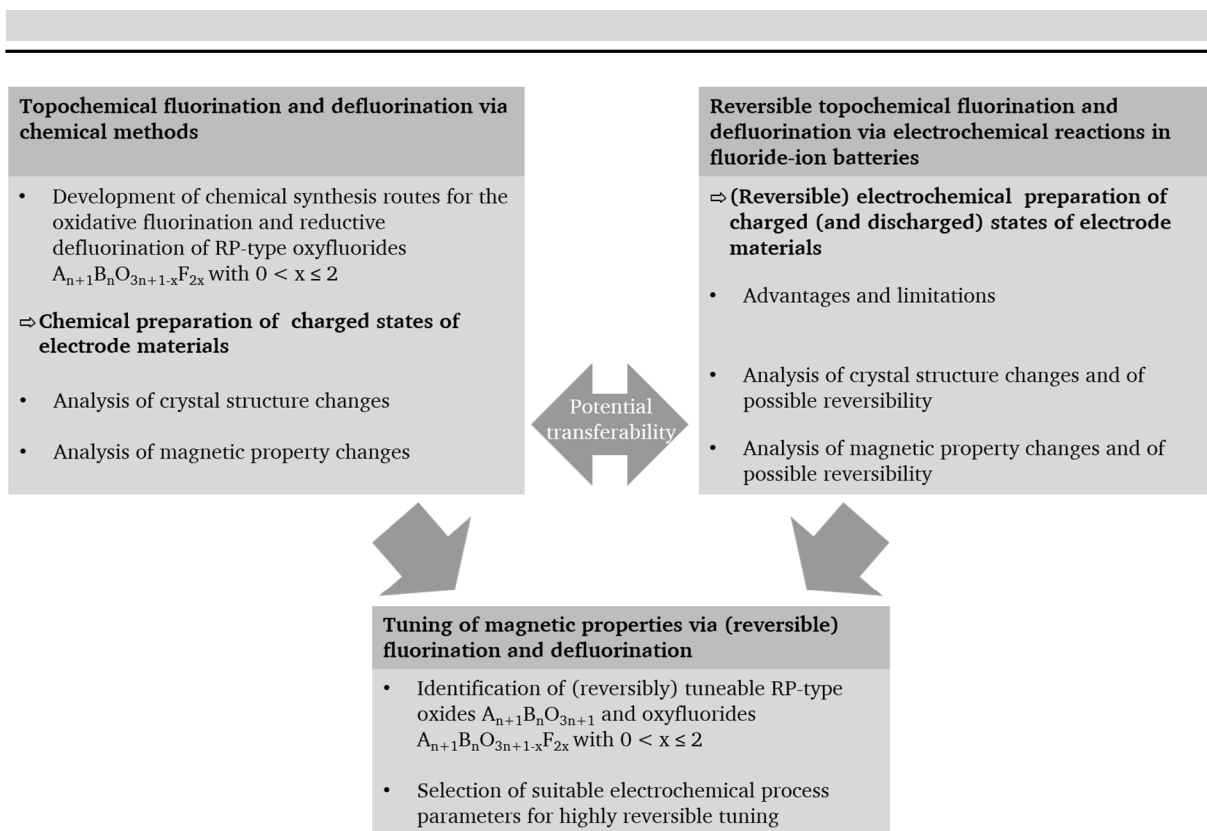 Topochemical fluorination and defluorination via
chemical methods
• Development of chemical synthesis routes for the
oxidative fluorination and reductive
defluorination of RP-type oxyfluorides
Aₙ₊₁BₙO₃ₙ₊₁₋ₓF₂ₓ with 0 < x ≤ 2
⇨ Chemical preparation of charged states of
electrode materials
• Analysis of crystal structure changes
• Analysis of magnetic property changes
Potential
transferability
Reversible topochemical fluorination and
defluorination via electrochemical reactions in
fluoride-ion batteries
⇨ (Reversible) electrochemical preparation of
charged (and discharged) states of electrode
materials
• Advantages and limitations
• Analysis of crystal structure changes and of
possible reversibility
• Analysis of magnetic property changes and of
possible reversibility
Tuning of magnetic properties via (reversible)
fluorination and defluorination
• Identification of (reversibly) tuneable RP-type
oxides Aₙ₊₁BₙO₃ₙ₊₁ and oxyfluorides
Aₙ₊₁BₙO₃ₙ₊₁₋ₓF₂ₓ with 0 < x ≤ 2
• Selection of suitable electrochemical process
parameters for highly reversible tuning